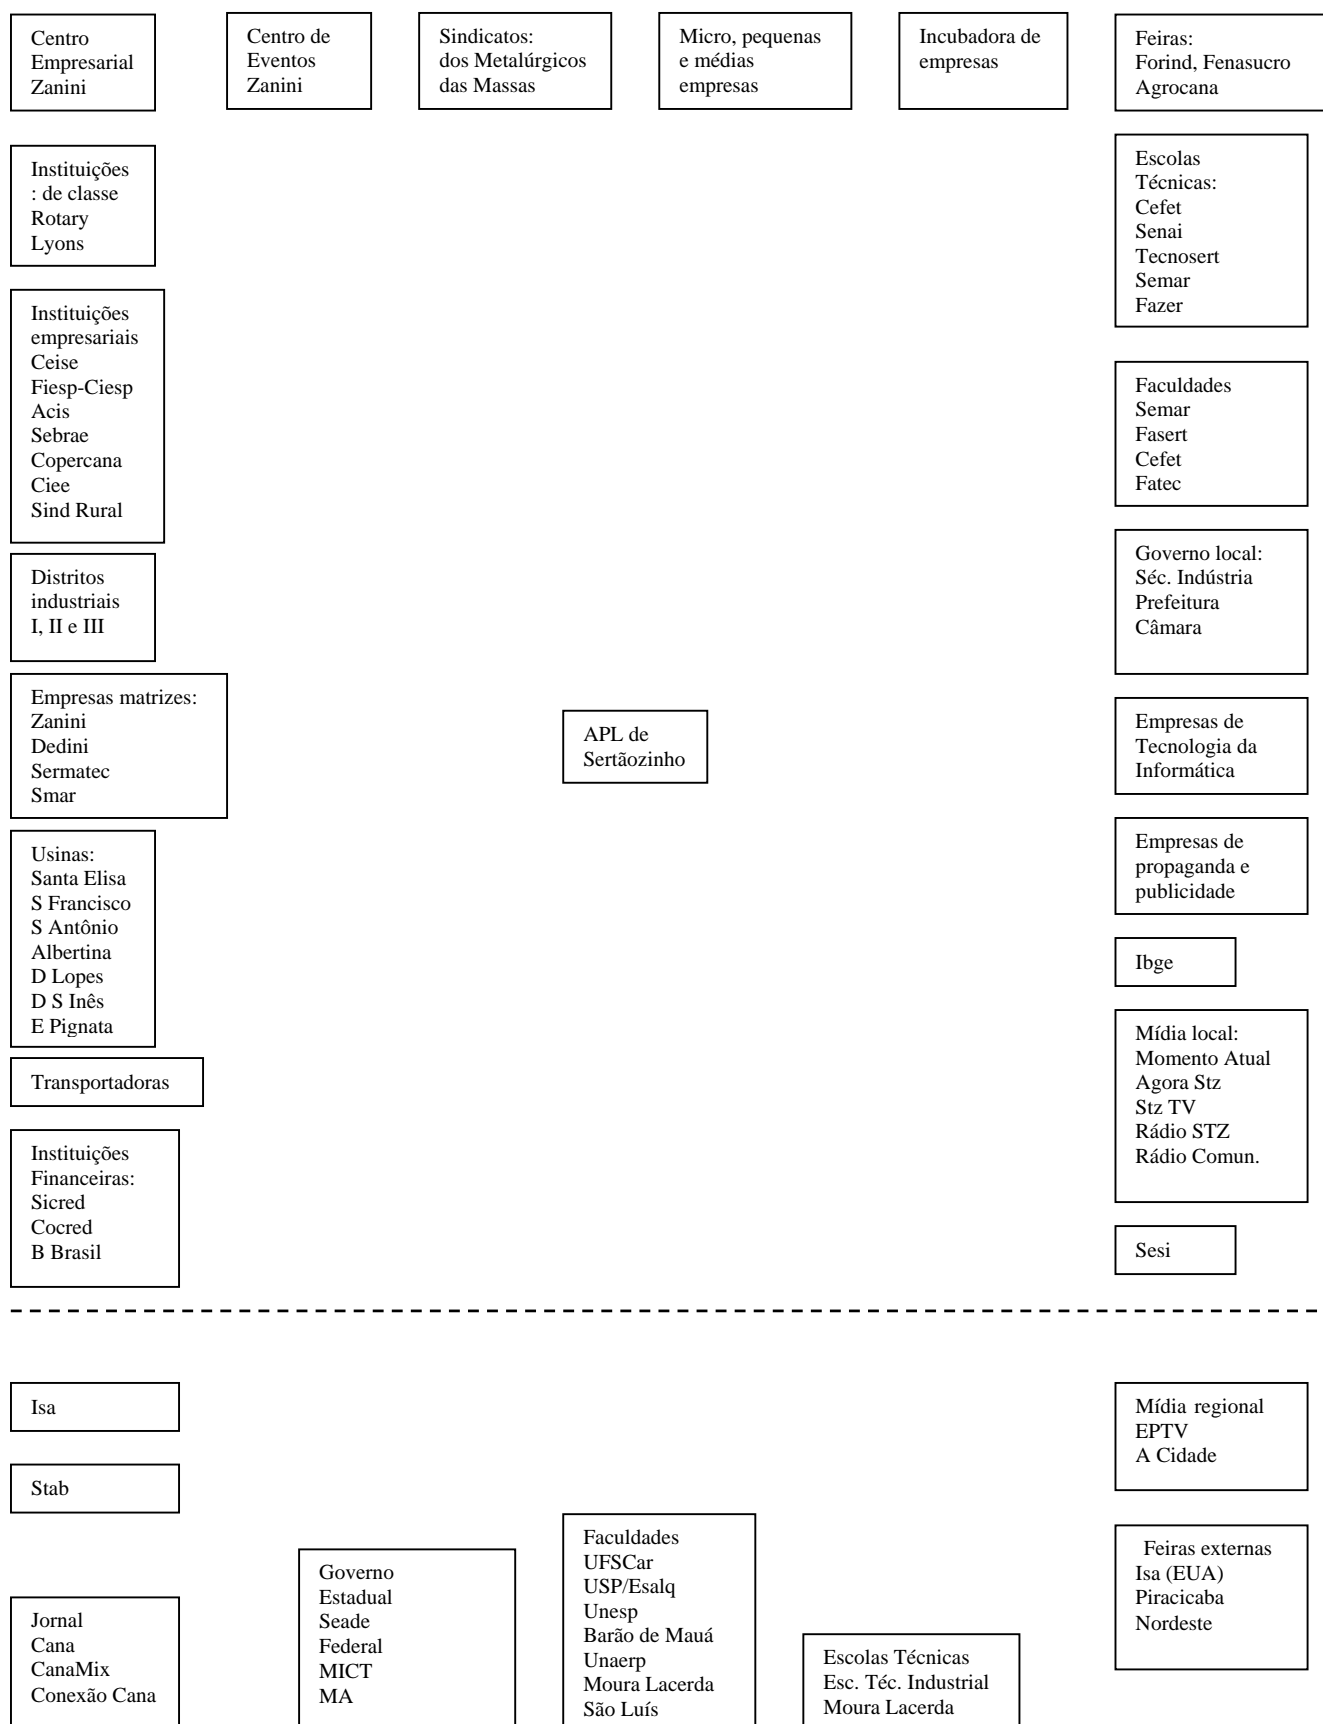 Centro
Empresarial
Zanini
Centro de
Eventos
Zanini
Sindicatos:
dos Metalúrgicos
das Massas
Micro, pequenas
e médias
empresas
Incubadora de
empresas
Feiras:
Forind, Fenasucro
Agrocana
Instituições
: de classe
Rotary
Lyons
Escolas
Técnicas:
Cefet
Senai
Tecnosert
Semar
Fazer
Instituições
empresariais
Ceise
Fiesp-Ciesp
Acis
Sebrae
Copercana
Ciee
Sind Rural
Faculdades
Semar
Fasert
Cefet
Fatec
Distritos
industriais
I, II e III
Governo local:
Séc. Indústria
Prefeitura
Câmara
Empresas matrizes:
Zanini
Dedini
Sermatec
Smar
APL de
Sertãozinho
Empresas de
Tecnologia da
Informática
Usinas:
Santa Elisa
S Francisco
S Antônio
Albertina
D Lopes
D S Inês
E Pignata
Empresas de
propaganda e
publicidade
Ibge
Transportadoras
Mídia local:
Momento Atual
Agora Stz
Stz TV
Rádio STZ
Rádio Comun.
Instituições
Financeiras:
Sicred
Cocred
B Brasil
Sesi
Isa
Mídia regional
EPTV
A Cidade
Stab
Jornal
Cana
CanaMix
Conexão Cana
Governo
Estadual
Seade
Federal
MICT
MA
Faculdades
UFSCar
USP/Esalq
Unesp
Barão de Mauá
Unaerp
Moura Lacerda
São Luís
Escolas Técnicas
Esc. Téc. Industrial
Moura Lacerda
Feiras externas
Isa (EUA)
Piracicaba
Nordeste